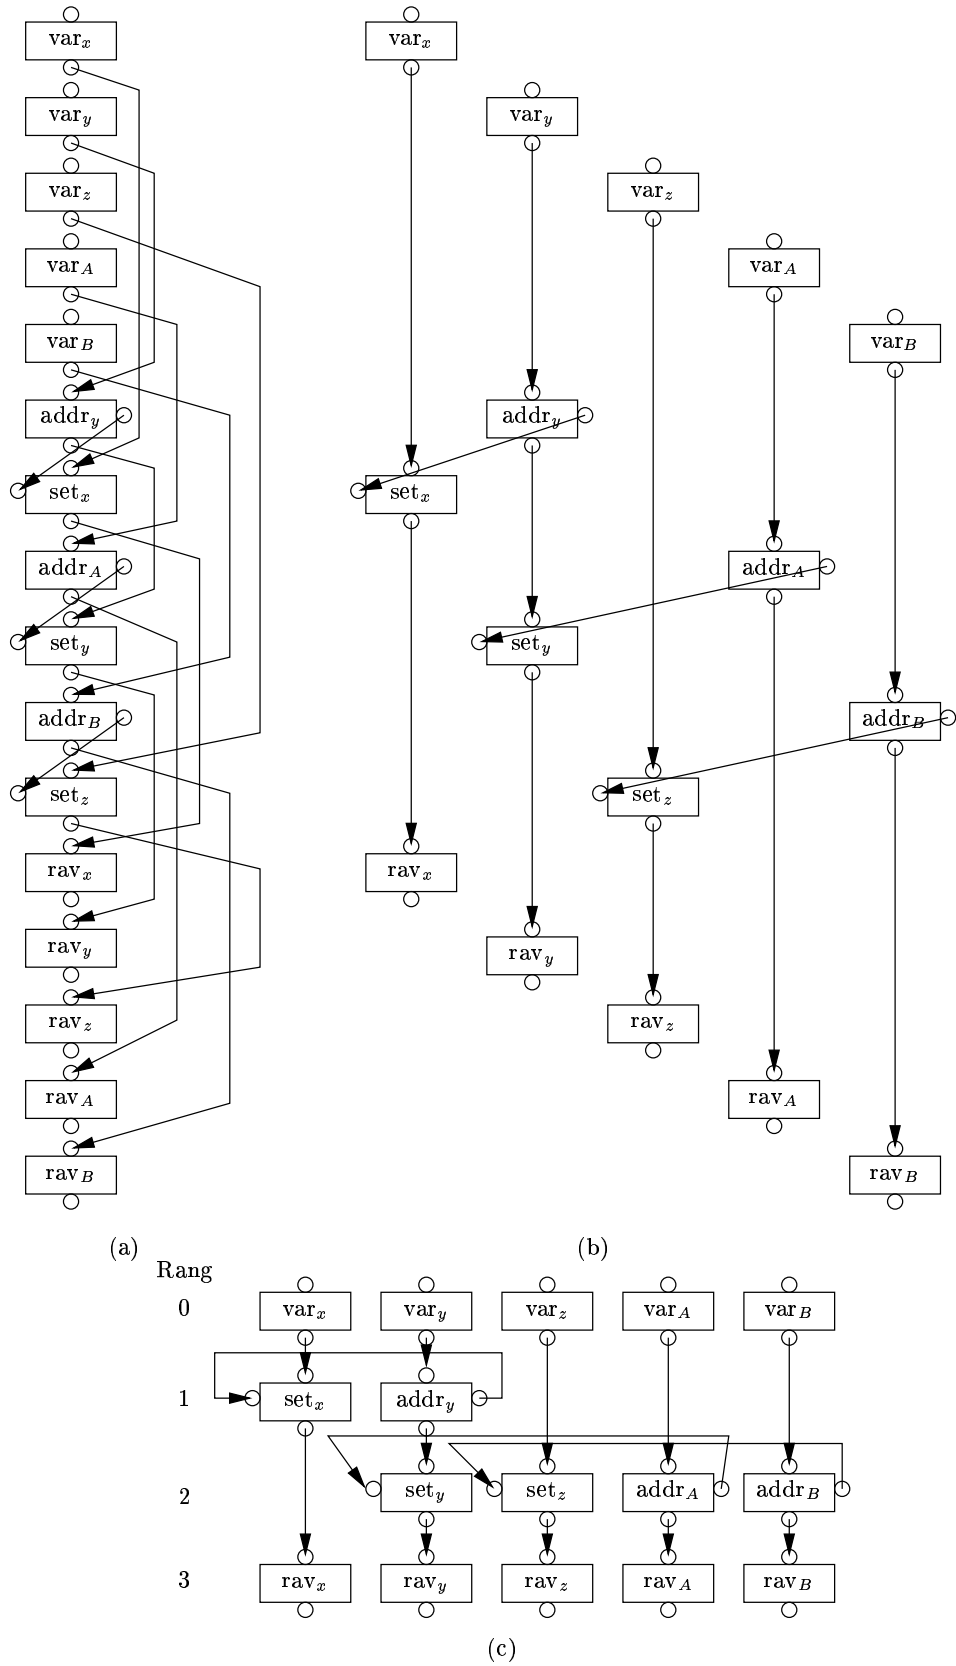 var_x
var_y
var_z
var_A
var_B
addr_y
set_x
addr_A
set_y
addr_B
set_z
rav_x
rav_y
rav_z
rav_A
rav_B
(a)
var_x
var_y
var_z
var_A
var_B
addr_y
set_x
addr_A
set_y
addr_B
set_z
rav_x
rav_y
rav_z
rav_A
rav_B
(b)
Rang
0 var_x var_y var_z var_A var_B
1 set_x addr_y
2 set_y set_z addr_A addr_B
3 rav_x rav_y rav_z rav_A rav_B
(c)